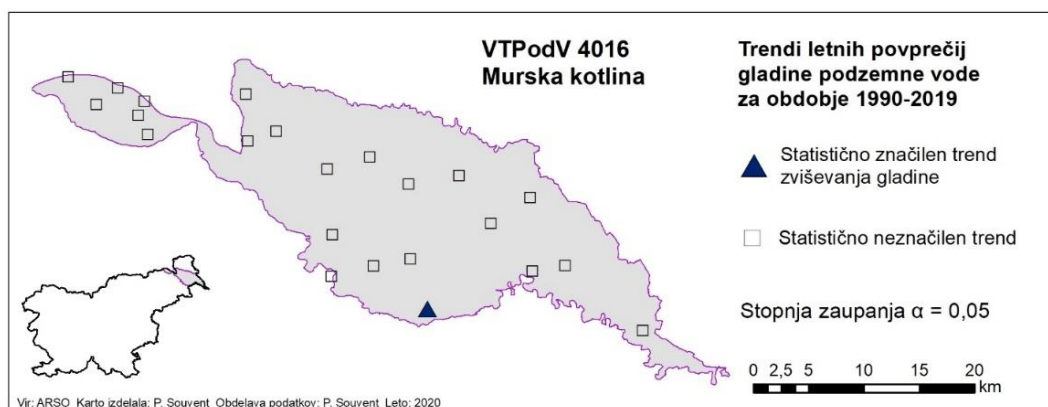 VTPodV 4016
Murska kotlina
Trendi letnih povprečij
gladine podzemne vode
za obdobje 1990-2019
Statistično značilen trend
zviševanja gladine
Statistično neznačilen trend
Stopnja zaupanja α = 0,05
0 2,5 5 10 15 20
km
Vir: ARSO Karto izdelala: P. Souvent Obdelava podatkov: P. Souvent Leto: 2020